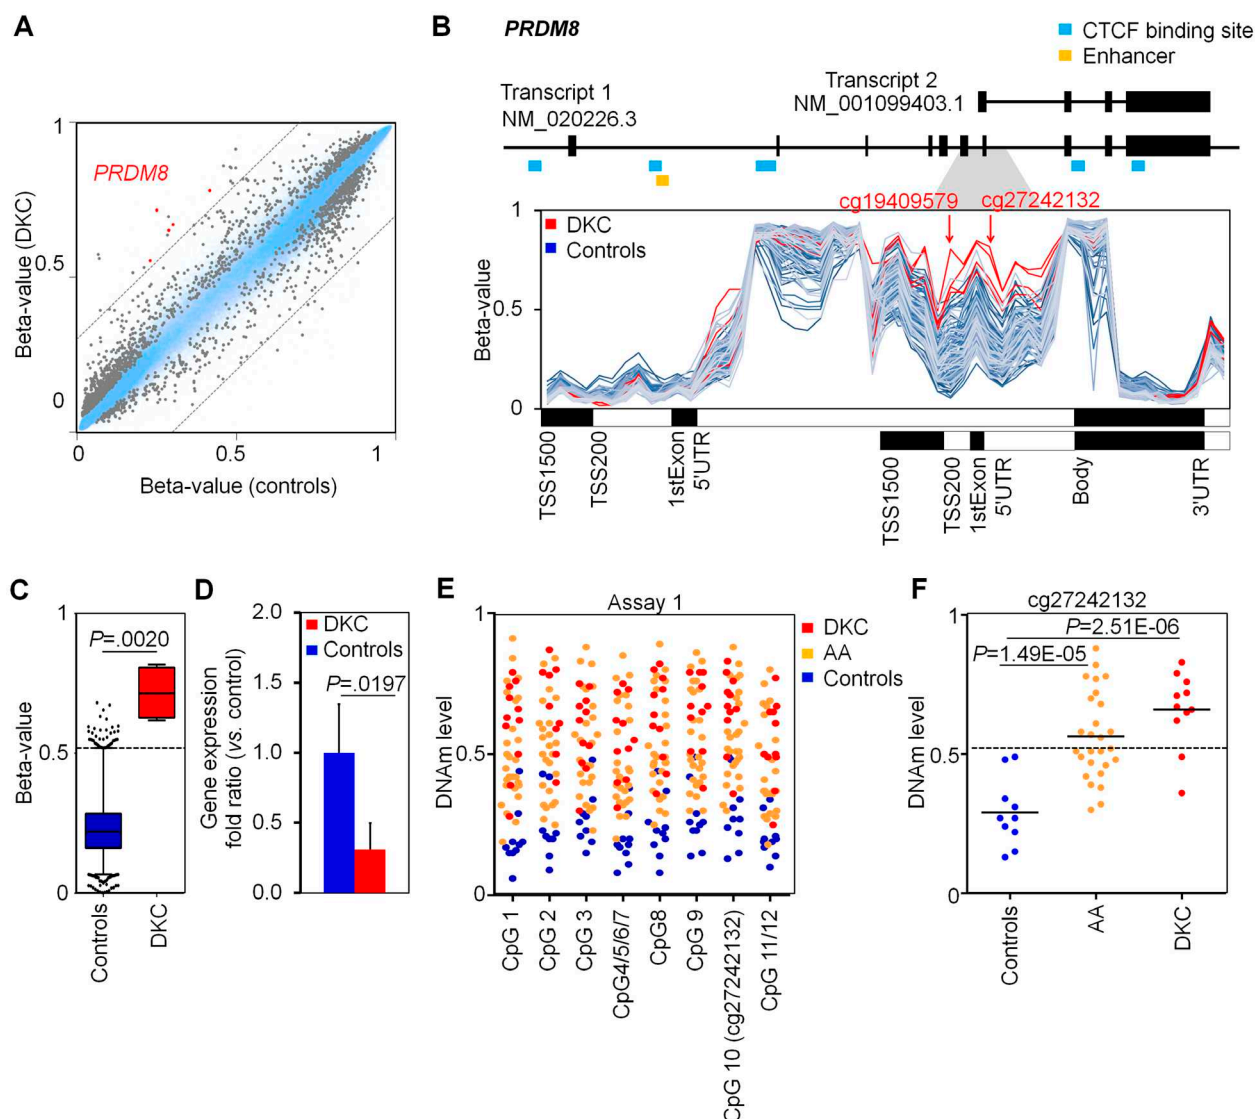 A
PRDM8
1
0.5
0
0
0.5
1
Beta-value (DKC)
Beta-value (controls)
B
PRDM8
CTCF binding site
Enhancer
Transcript 2
NM_001099403.1
Transcript 1
NM_020226.3
cg19409579
cg27242132
DKC
Controls
1
0.5
0
Beta-value
TSS1500
TSS200
1stExon
5'UTR
TSS1500
TSS200
1stExon
5'UTR
Body
3'UTR
C
1
0.5
0
Beta-value
P=.0020
Controls
DKC
D
2.0
1.5
1.0
0.5
0.0
Gene expression
fold ratio (vs. control)
DKC
Controls
P=.0197
E
Assay 1
1
0.5
0
DNAm level
DKC
AA
Controls
CpG 1
CpG 2
CpG 3
CpG4/5/6/7
CpG8
CpG 9
CpG 10 (cg27242132)
CpG 11/12
F
cg27242132
P=2.51E-06
P=1.49E-05
1
0.5
0
DNAm level
Controls
AA
DKC